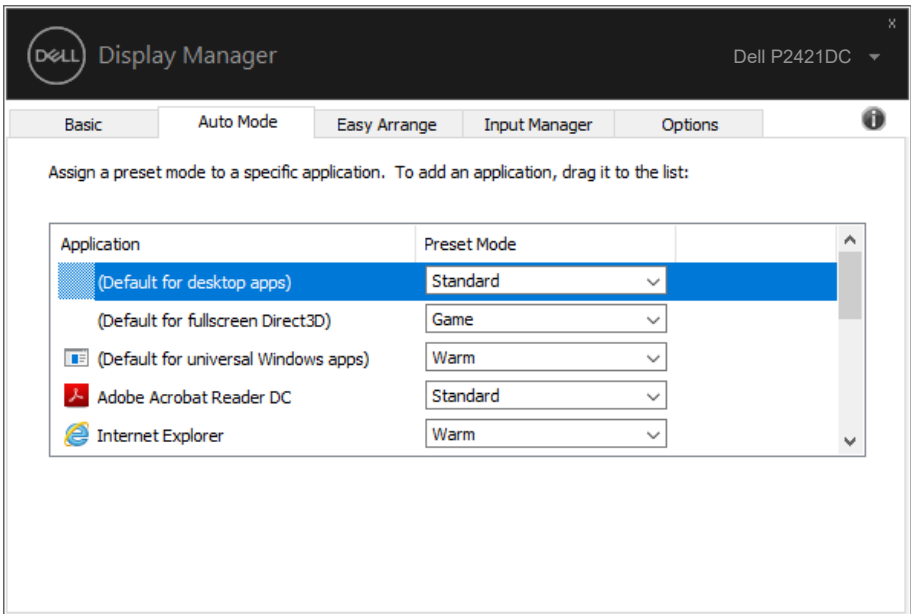 x
DELL Display Manager Dell P2421DC
Basic Auto Mode Easy Arrange Input Manager Options
Assign a preset mode to a specific application. To add an application, drag it to the list:
Application Preset Mode
(Default for desktop apps) Standard
(Default for fullscreen Direct3D) Game
(Default for universal Windows apps) Warm
Adobe Acrobat Reader DC Standard
Internet Explorer Warm